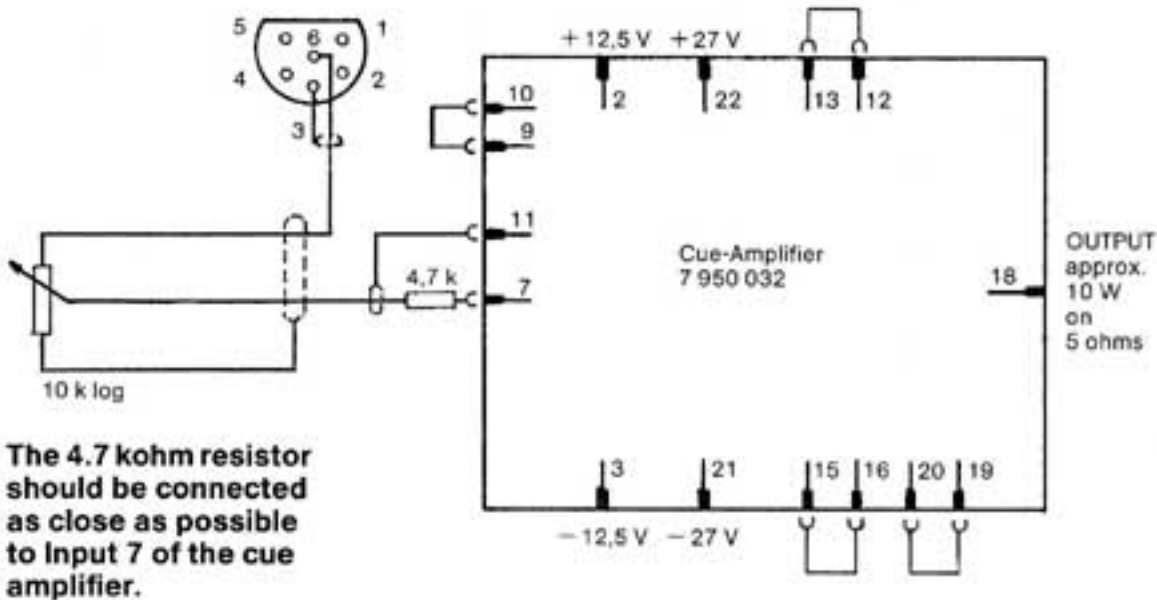 5 6 1
4 2
3
+ 12,5 V + 27 V
2 22 13 12
10
9
11
4,7 k
7
Cue-Amplifier
7 950 032
18
OUTPUT
approx.
10 W
on
5 ohms
10 k log
The 4.7 kohm resistor
should be connected
as close as possible
to Input 7 of the cue
amplifier.
3 21 15 16 20 19
− 12,5 V − 27 V